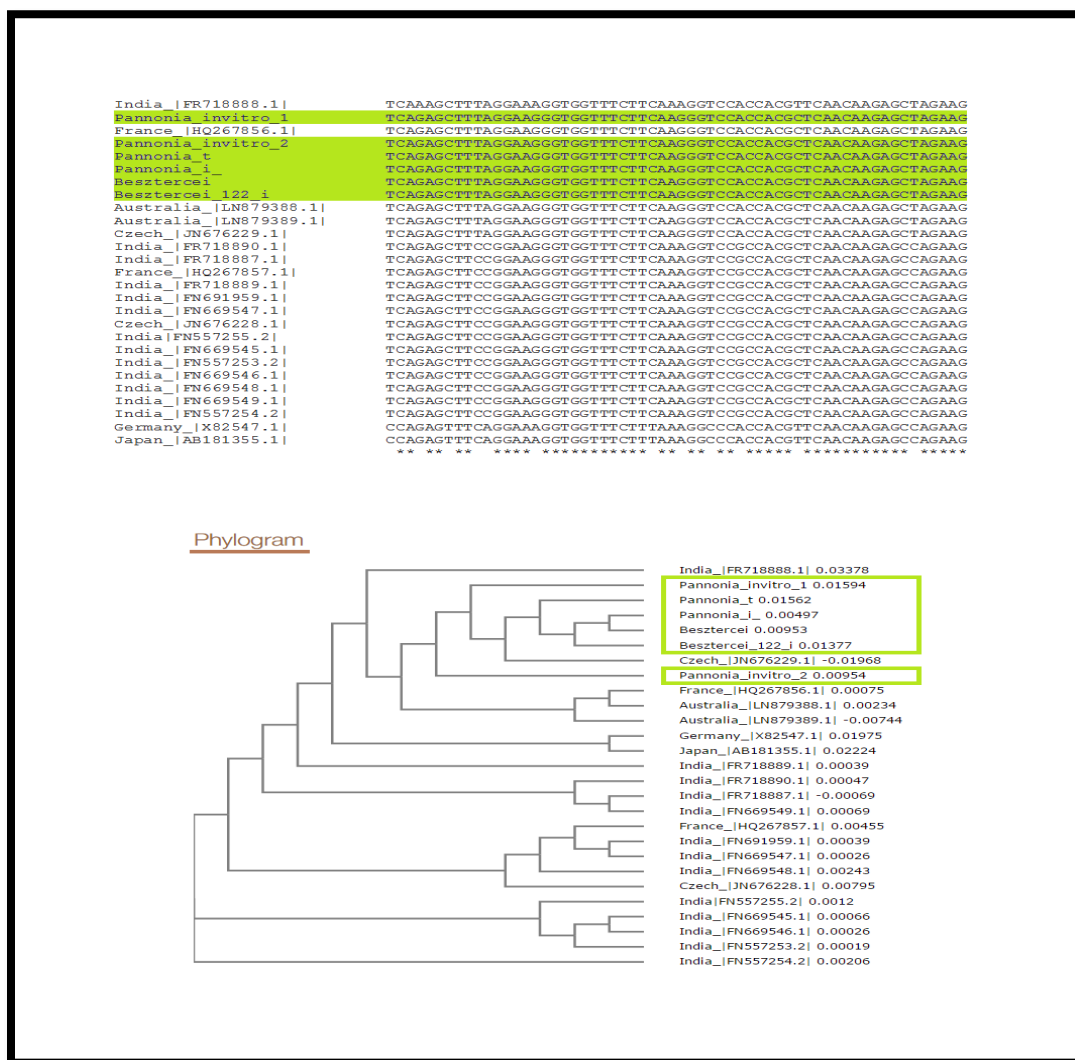 India_|FR718888.1| TCAAAGCTTTAGGAAAGGTGGTTTCTTCAAAGGTCCACCACGTTCAACAAGAGCTAGAAG
Pannonia_invitro_1 TCAGAGCTTTAGGAAGGGTGGTTTCTTCAAGGGTCCACCACGCTCAACAAGAGCTAGAAG
France_|HQ267856.1| TCAGAGCTTTAGGAAGGGTGGTTTCTTCAAGGGTCCACCACGCTCAACAAGAGCTAGAAG
Pannonia_invitro_2 TCAGAGCTTTAGGAAGGGTGGTTTCTTCAAGGGTCCACCACGCTCAACAAGAGCTAGAAG
Pannonia_t TCAGAGCTTTAGGAAGGGTGGTTTCTTCAAGGGTCCACCACGCTCAACAAGAGCTAGAAG
Pannonia_i_ TCAGAGCTTTAGGAAGGGTGGTTTCTTCAAGGGTCCACCACGCTCAACAAGAGCTAGAAG
Besztercei TCAGAGCTTTAGGAAGGGTGGTTTCTTCAAGGGTCCACCACGCTCAACAAGAGCTAGAAG
Besztercei_122_i TCAGAGCTTTAGGAAGGGTGGTTTCTTCAAGGGTCCACCACGCTCAACAAGAGCTAGAAG
Australia_|LN879388.1| TCAGAGCTTTAGGAAGGGTGGTTTCTTCAAGGGTCCACCACGCTCAACAAGAGCTAGAAG
Australia_|LN879389.1| TCAGAGCTTTAGGAAGGGTGGTTTCTTCAAGGGTCCACCACGCTCAACAAGAGCTAGAAG
Czech_|JN676229.1| TCAGAGCTTTAGGAAGGGTGGTTTCTTCAAGGGTCCACCACGCTCAACAAGAGCTAGAAG
India_|FR718890.1| TCAGAGCTTCCGGAAGGGTGGTTTCTTCAAAGGTCCGCCACGCTCAACAAGAGCCAGAAG
India_|FR718887.1| TCAGAGCTTCCGGAAGGGTGGTTTCTTCAAAGGTCCGCCACGCTCAACAAGAGCCAGAAG
France_|HQ267857.1| TCAGAGCTTCCGGAAGGGTGGTTTCTTCAAAGGTCCGCCACGCTCAACAAGAGCCAGAAG
India_|FR718889.1| TCAGAGCTTCCGGAAGGGTGGTTTCTTCAAAGGTCCGCCACGCTCAACAAGAGCCAGAAG
India_|FN691959.1| TCAGAGCTTCCGGAAGGGTGGTTTCTTCAAAGGTCCGCCACGCTCAACAAGAGCCAGAAG
India_|FN669547.1| TCAGAGCTTCCGGAAGGGTGGTTTCTTCAAAGGTCCGCCACGCTCAACAAGAGCCAGAAG
Czech_|JN676228.1| TCAGAGCTTCCGGAAGGGTGGTTTCTTCAAAGGTCCGCCACGCTCAACAAGAGCCAGAAG
India|FN557255.2| TCAGAGCTTCCGGAAGGGTGGTTTCTTCAAAGGTCCGCCACGCTCAACAAGAGCCAGAAG
India_|FN669545.1| TCAGAGCTTCCGGAAGGGTGGTTTCTTCAAAGGTCCGCCACGCTCAACAAGAGCCAGAAG
India_|FN557253.2| TCAGAGCTTCCGGAAGGGTGGTTTCTTCAAAGGTCCGCCACGCTCAACAAGAGCCAGAAG
India_|FN669546.1| TCAGAGCTTCCGGAAGGGTGGTTTCTTCAAAGGTCCGCCACGCTCAACAAGAGCCAGAAG
India_|FN669548.1| TCAGAGCTTCCGGAAGGGTGGTTTCTTCAAAGGTCCGCCACGCTCAACAAGAGCCAGAAG
India_|FN669549.1| TCAGAGCTTCCGGAAGGGTGGTTTCTTCAAAGGTCCGCCACGCTCAACAAGAGCCAGAAG
India_|FN557254.2| TCAGAGCTTCCGGAAGGGTGGTTTCTTCAAAGGTCCGCCACGCTCAACAAGAGCCAGAAG
Germany_|X82547.1| CCAGAGTTTCAGGAAAGGTGGTTTCTTTAAAGGCCCACCACGTTCAACAAGAGCCAGAAG
Japan_|AB181355.1| CCAGAGTTTCAGGAAAGGTGGTTTCTTTAAAGGCCCACCACGTTCAACAAGAGCCAGAAG
** ** **  **** *********** ** ** ** ***** *********** *****
Phylogram
India_|FR718888.1| 0.03378
Pannonia_invitro_1 0.01594
Pannonia_t 0.01562
Pannonia_i_ 0.00497
Besztercei 0.00953
Besztercei_122_i 0.01377
Czech_|JN676229.1| -0.01968
Pannonia_invitro_2 0.00954
France_|HQ267856.1| 0.00075
Australia_|LN879388.1| 0.00234
Australia_|LN879389.1| -0.00744
Germany_|X82547.1| 0.01975
Japan_|AB181355.1| 0.02224
India_|FR718889.1| 0.00039
India_|FR718890.1| 0.00047
India_|FR718887.1| -0.00069
India_|FN669549.1| 0.00069
France_|HQ267857.1| 0.00455
India_|FN691959.1| 0.00039
India_|FN669547.1| 0.00026
India_|FN669548.1| 0.00243
Czech_|JN676228.1| 0.00795
India|FN557255.2| 0.0012
India_|FN669545.1| 0.00066
India_|FN669546.1| 0.00026
India_|FN557253.2| 0.00019
India_|FN557254.2| 0.00206